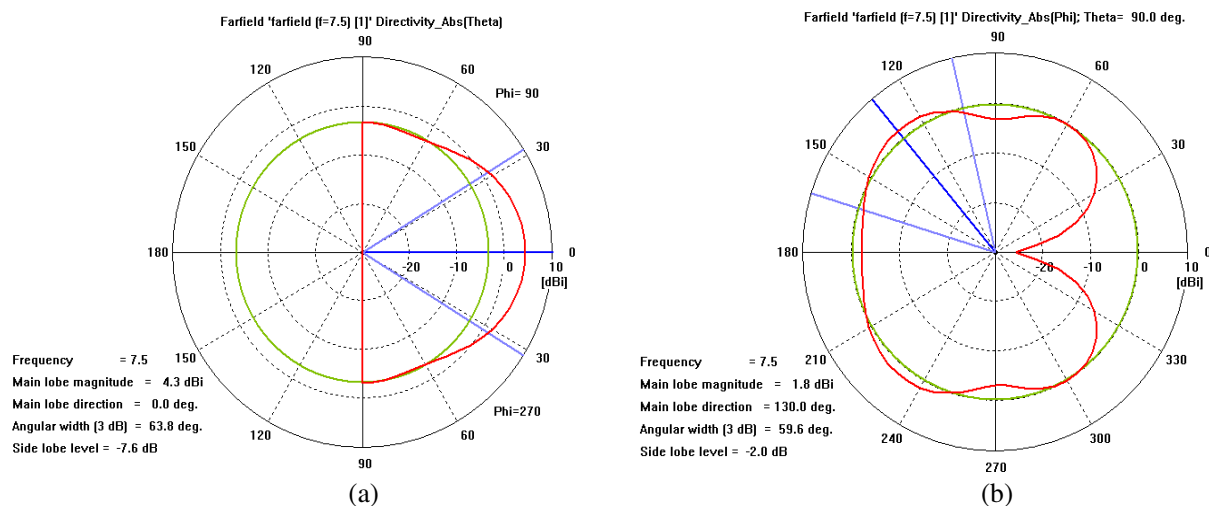 Farfield 'farfield (f=7.5) [1]' Directivity_Abs(Theta)
90
120
60
Phi= 90
150
30
180
-20
-10
0
10
0
[dBi]
150
30
120
60
Phi=270
90
Frequency = 7.5
Main lobe magnitude = 4.3 dBi
Main lobe direction = 0.0 deg.
Angular width (3 dB) = 63.8 deg.
Side lobe level = -7.6 dB
(a)
Farfield 'farfield (f=7.5) [1]' Directivity_Abs(Phi); Theta= 90.0 deg.
90
120
60
150
30
180
-20
-10
0
10
0
[dBi]
210
330
240
300
270
Frequency = 7.5
Main lobe magnitude = 1.8 dBi
Main lobe direction = 130.0 deg.
Angular width (3 dB) = 59.6 deg.
Side lobe level = -2.0 dB
(b)